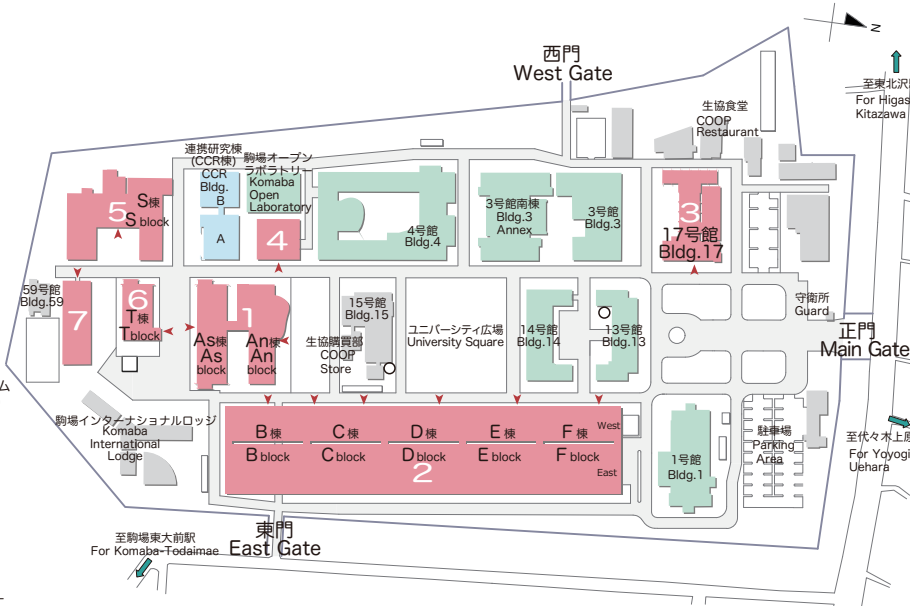 N
西門
West Gate
至東北沢
For Higas
Kitazawa
生協食堂
COOP
Restaurant
連携研究棟
(CCR棟)
CCR
Bldg.
B
A
駒場オープン
ラボラトリー
Komaba
Open
Laboratory
4
5
S棟
S block
4号館
Bldg.4
3号館南棟
Bldg.3
Annex
3号館
Bldg.3
3
17号館
Bldg.17
59号館
Bldg.59
7
6
T棟
T block
1
As棟
As
block
An棟
An
block
15号館
Bldg.15
生協購買部
COOP
Store
ユニバーシティ広場
University Square
14号館
Bldg.14
13号館
Bldg.13
守衛所
Guard
正門
Main Gate
ム
駒場インターナショナルロッジ
Komaba
International
Lodge
B棟
B block
C棟
C block
D棟
D block
2
E棟
E block
F棟
F block
West
East
1号館
Bldg.1
駐車場
Parking
Area
至代々木上原
For Yoyogi
Uehara
東門
East Gate
至駒場東大前駅
For Komaba-Todaimae